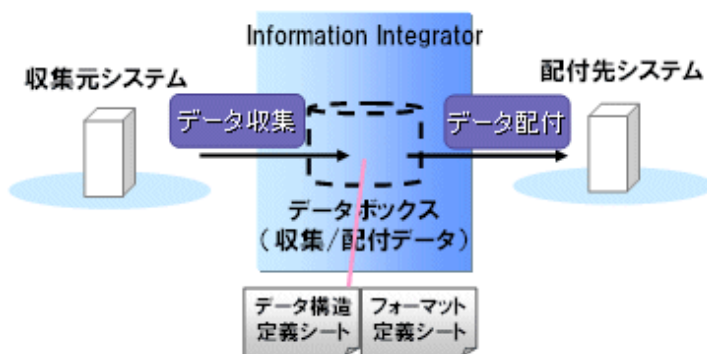 Information Integrator
収集元システム
配付先システム
データ収集
データ配付
データボックス
(収集/配付データ)
データ構造
定義シート
フォーマット
定義シート